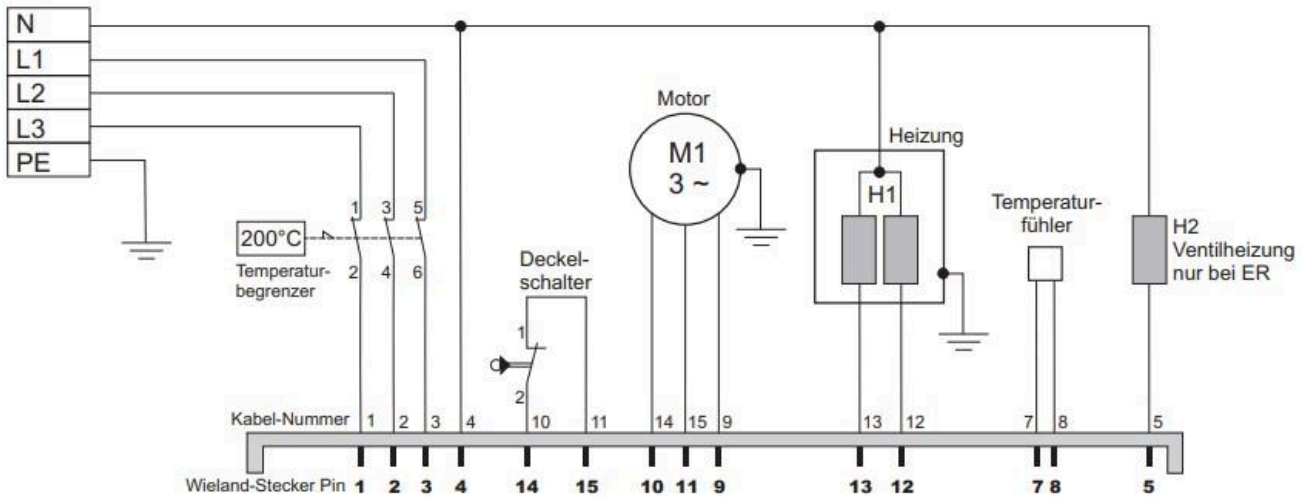 N
L1
L2
L3
PE
Motor
M1
3 ~
Heizung
H1
Temperatur-
fühler
H2
Ventilheizung
nur bei ER
1 3 5
200°C
Temperatur-
begrenzer
2 4 6
Deckel-
schalter
1
2
Kabel-Nummer 1 2 3 4 10 11 14 15 9 13 12 7 8 5
Wieland-Stecker Pin 1 2 3 4 14 15 10 11 9 13 12 7 8 5